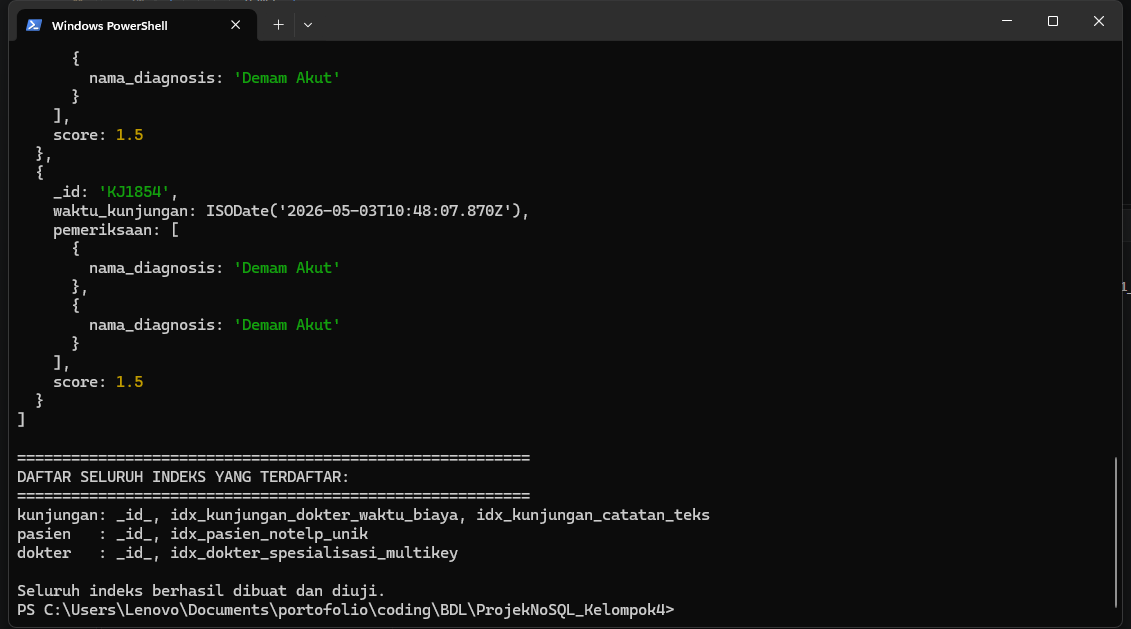 Windows PowerShell
{
nama_diagnosis: 'Demam Akut'
}
],
score: 1.5
},
{
_id: 'KJ1854',
waktu_kunjungan: ISODate('2026-05-03T10:48:07.870Z'),
pemeriksaan: [
{
nama_diagnosis: 'Demam Akut'
},
{
nama_diagnosis: 'Demam Akut'
}
],
score: 1.5
}
]
=========================================================
DAFTAR SELURUH INDEKS YANG TERDAFTAR:
=========================================================
kunjungan: _id_, idx_kunjungan_dokter_waktu_biaya, idx_kunjungan_catatan_teks
pasien   : _id_, idx_pasien_notelp_unik
dokter   : _id_, idx_dokter_spesialisasi_multikey
Seluruh indeks berhasil dibuat dan diuji.
PS C:\Users\Lenovo\Documents\portofolio\coding\BDL\ProjekNoSQL_Kelompok4>